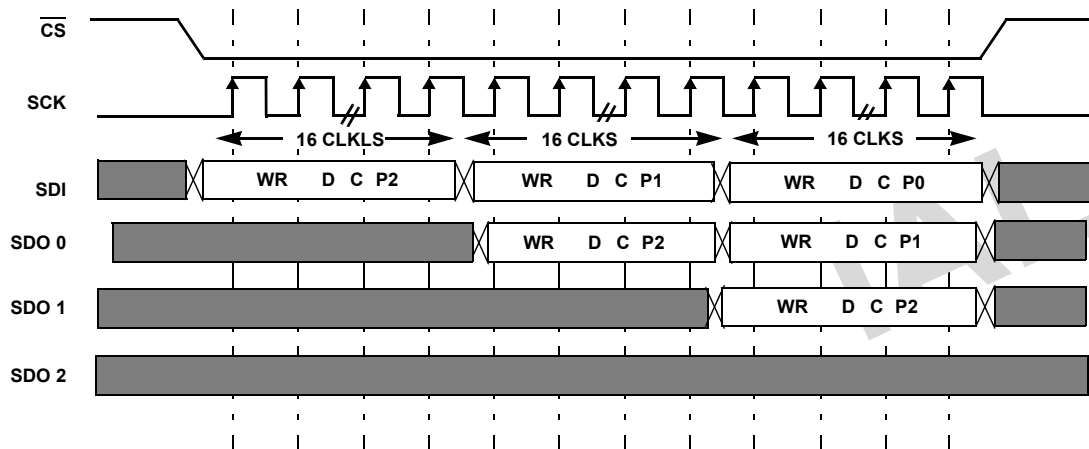 CS
SCK
16 CLKLS 16 CLKS 16 CLKS
SDI WR D C P2 WR D C P1 WR D C P0
SDO 0 WR D C P2 WR D C P1
SDO 1 WR D C P2
SDO 2